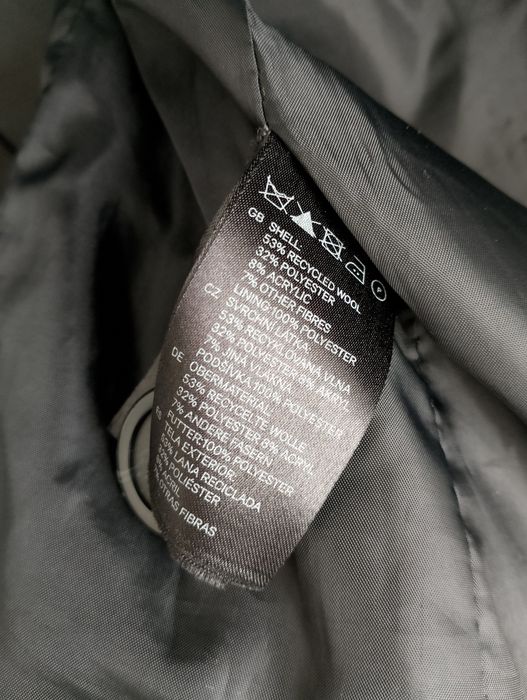 P
GB SHELL:
53% RECYCLED WOOL
32% POLYESTER
8% ACRYLIC
7% OTHER FIBRES
LINING:100% POLYESTER
CZ SVRCHNÍ LÁTKA
53% RECYKLOVANÁ VLNA
32% POLYESTER 8% AKRYL
7% JINÁ VLÁKNA
PODŠÍVKA:100% POLYESTER
DE OBERMATERIAL
53% RECYCELTE WOLLE
32% POLYESTER 8% ACRYL
7% ANDERE FASERN
FUTTER:100% POLYESTER
ES TELA EXTERIOR:
53% LANA RECICLADA
POLIÉSTER
ACRIL
OTRAS FIBRAS